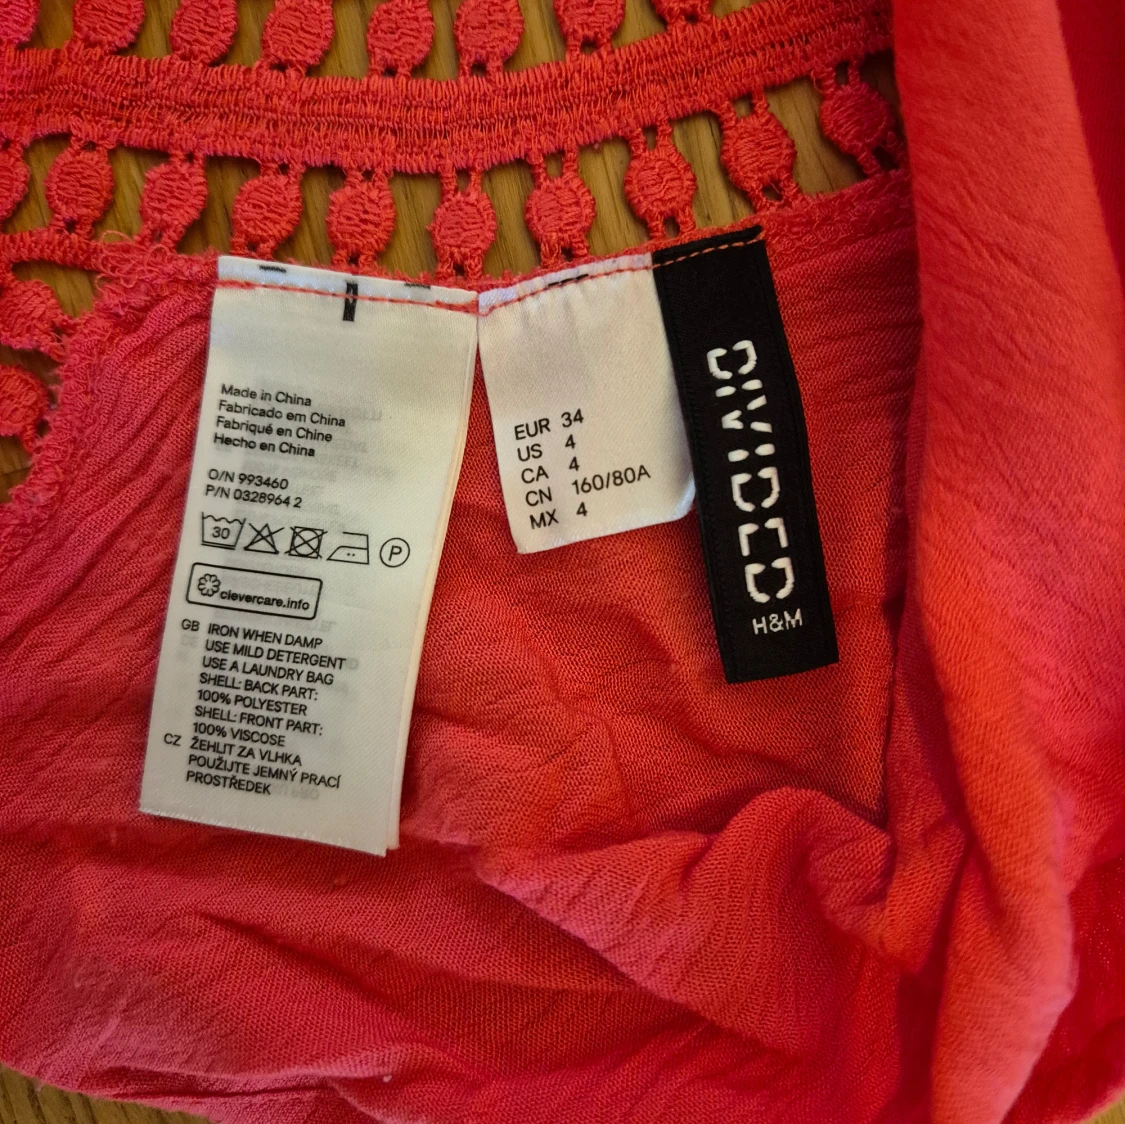 Made in China
Fabricado em China
Fabriqué en Chine
Hecho en China
O/N 993460
P/N 0328964 2
30
P
clevercare.info
GB IRON WHEN DAMP
USE MILD DETERGENT
USE A LAUNDRY BAG
SHELL: BACK PART:
100% POLYESTER
SHELL: FRONT PART:
100% VISCOSE
CZ ŽEHLIT ZA VLHKA
POUŽIJTE JEMNÝ PRACÍ
PROSTŘEDEK
EUR 34
US 4
CA 4
CN 160/80A
MX 4
DIVIDED
H&M